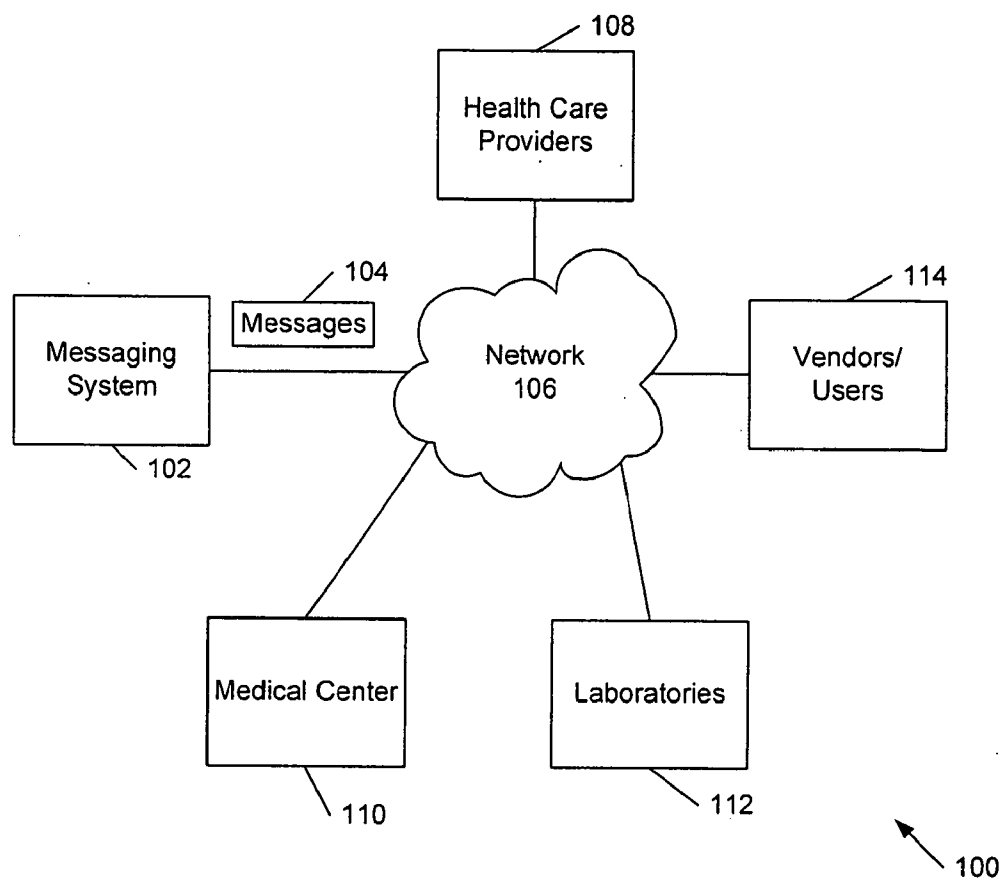 108
Health Care
Providers
104
Messages
114
Messaging
System
Network
106
Vendors/
Users
102
Medical Center
Laboratories
110
112
100